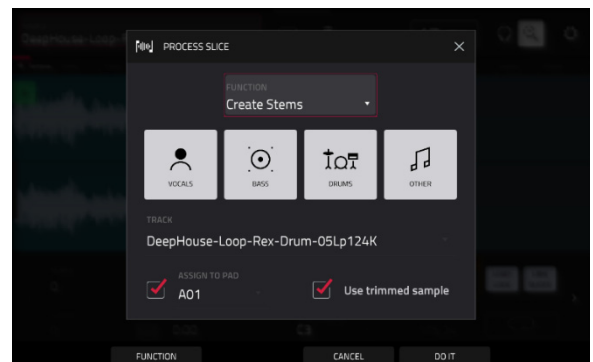 PROCESS SLICE
FUNCTION
Create Stems
VOCALS
BASS
DRUMS
OTHER
TRACK
DeepHouse-Loop-Rex-Drum-05Lp124K
ASSIGN TO PAD
A01
Use trimmed sample
FUNCTION
CANCEL
DO IT